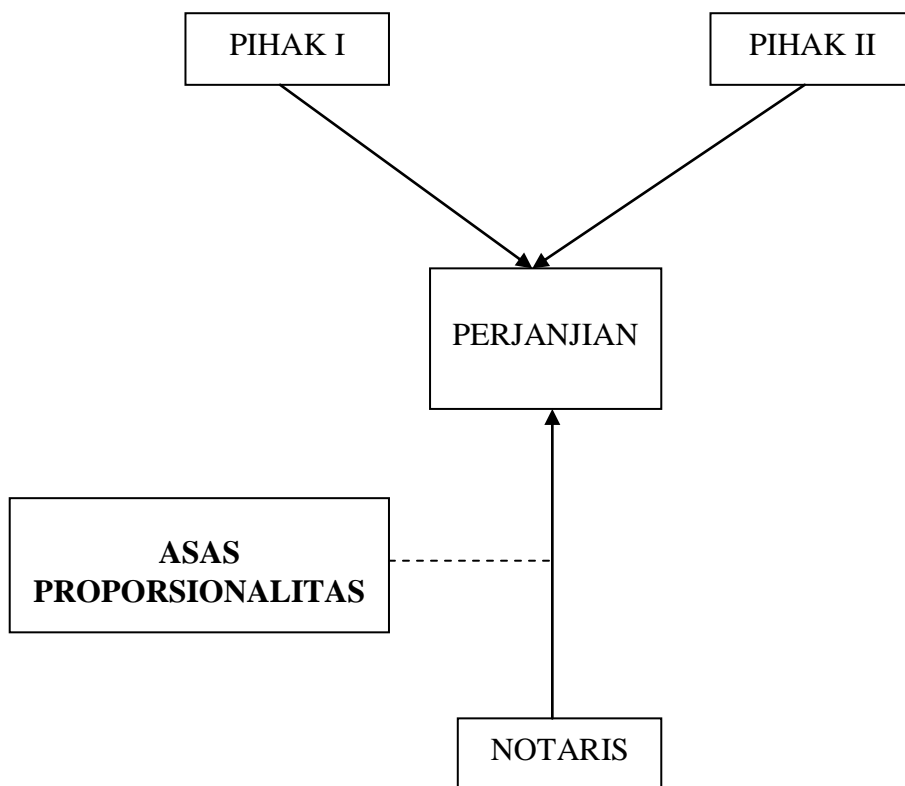 PIHAK I
PIHAK II
PERJANJIAN
ASAS
PROPORSIONALITAS
NOTARIS